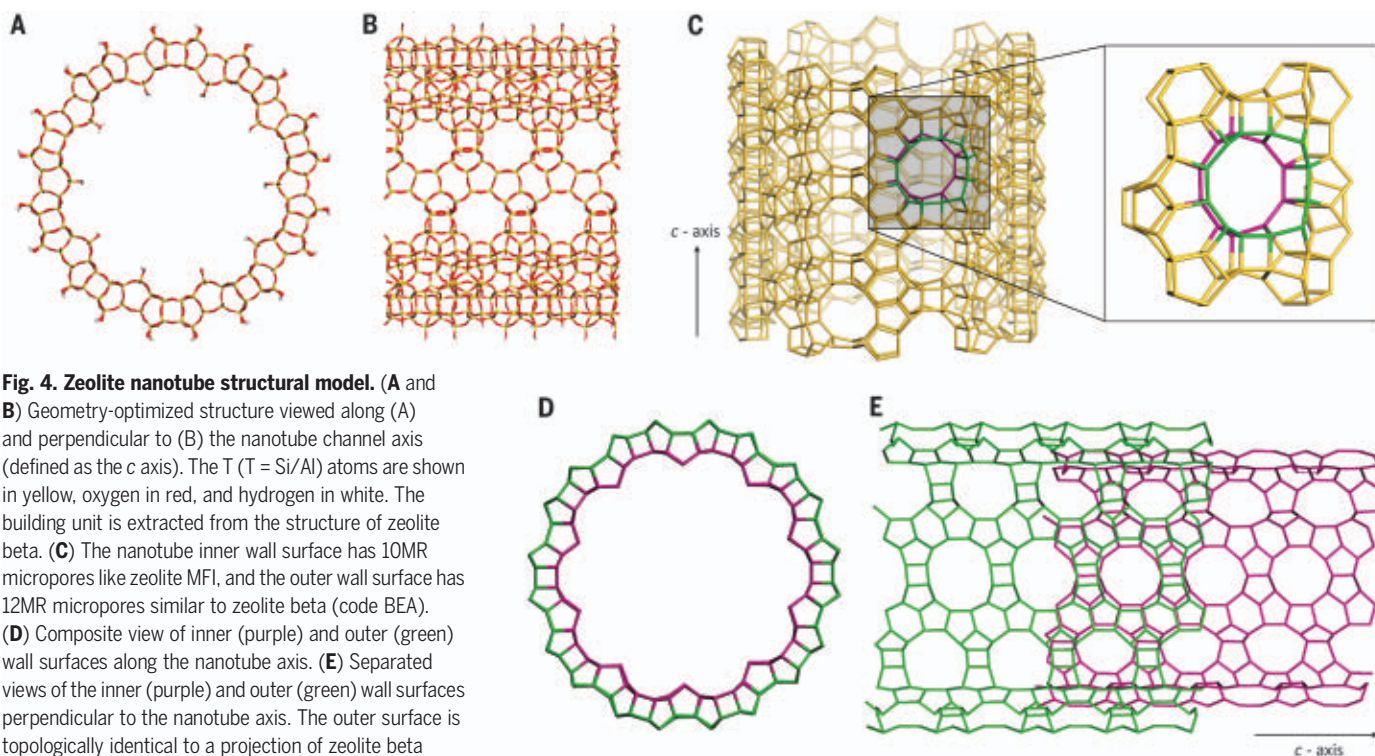 A
B
C
c - axis
Fig. 4. Zeolite nanotube structural model. (A and
B) Geometry-optimized structure viewed along (A)
and perpendicular to (B) the nanotube channel axis
(defined as the c axis). The T (T = Si/Al) atoms are shown
in yellow, oxygen in red, and hydrogen in white. The
building unit is extracted from the structure of zeolite
beta. (C) The nanotube inner wall surface has 10MR
micropores like zeolite MFI, and the outer wall surface has
12MR micropores similar to zeolite beta (code BEA).
(D) Composite view of inner (purple) and outer (green)
wall surfaces along the nanotube axis. (E) Separated
views of the inner (purple) and outer (green) wall surfaces
perpendicular to the nanotube axis. The outer surface is
topologically identical to a projection of zeolite beta
D
E
c - axis